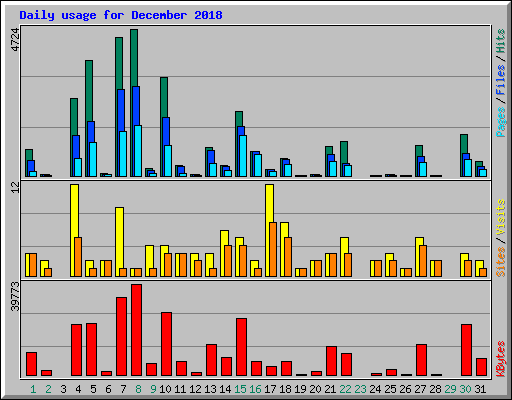 Daily usage for December 2018
4724
Pages / Files / Hits
12
Sites / Visits
39773
KBytes
1 2 3 4 5 6 7 8 9 10 11 12 13 14 15 16 17 18 19 20 21 22 23 24 25 26 27 28 29 30 31